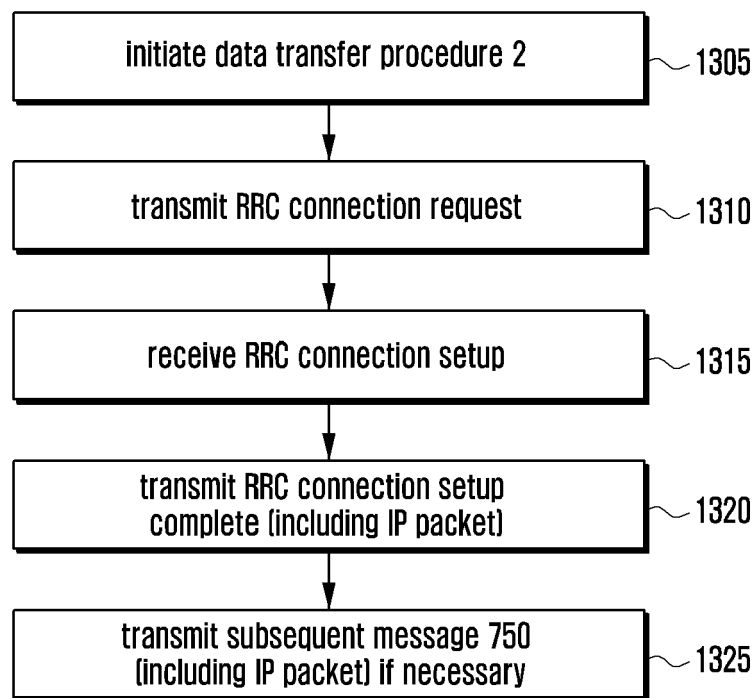 initiate data transfer procedure 2
1305
transmit RRC connection request
1310
receive RRC connection setup
1315
transmit RRC connection setup
complete (including IP packet)
1320
transmit subsequent message 750
(including IP packet) if necessary
1325